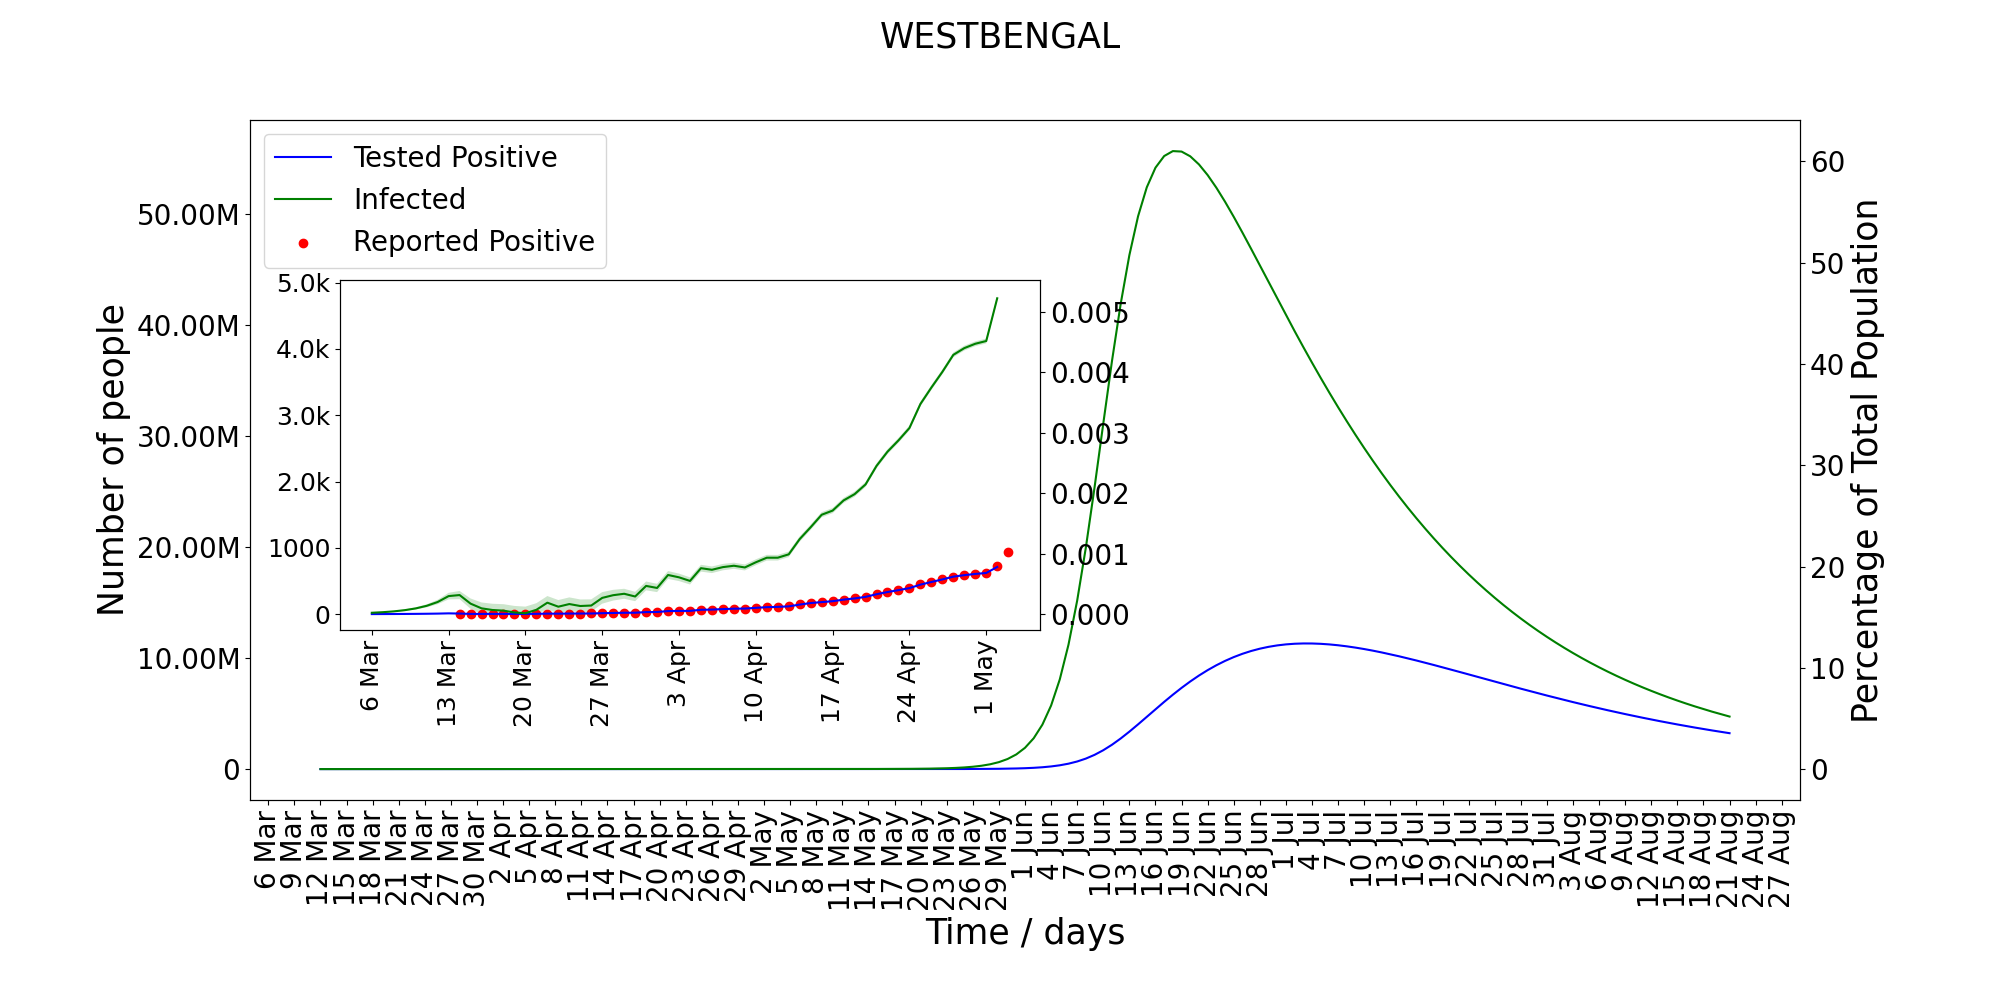 WESTBENGAL
Tested Positive
Infected
Reported Positive
Number of people
50.00M
40.00M
30.00M
20.00M
10.00M
0
5.0k
4.0k
3.0k
2.0k
1000
0
0.005
0.004
0.003
0.002
0.001
0.000
6 Mar
13 Mar
20 Mar
27 Mar
3 Apr
10 Apr
17 Apr
24 Apr
1 May
60
50
40
30
20
10
0
Percentage of Total Population
6 Mar
9 Mar
12 Mar
15 Mar
18 Mar
21 Mar
24 Mar
27 Mar
30 Mar
2 Apr
5 Apr
8 Apr
11 Apr
14 Apr
17 Apr
20 Apr
23 Apr
26 Apr
29 Apr
2 May
5 May
8 May
11 May
14 May
17 May
20 May
23 May
26 May
29 May
1 Jun
4 Jun
7 Jun
10 Jun
13 Jun
16 Jun
19 Jun
22 Jun
25 Jun
28 Jun
1 Jul
4 Jul
7 Jul
10 Jul
13 Jul
16 Jul
19 Jul
22 Jul
25 Jul
28 Jul
31 Jul
3 Aug
6 Aug
9 Aug
12 Aug
15 Aug
18 Aug
21 Aug
24 Aug
27 Aug
Time / days